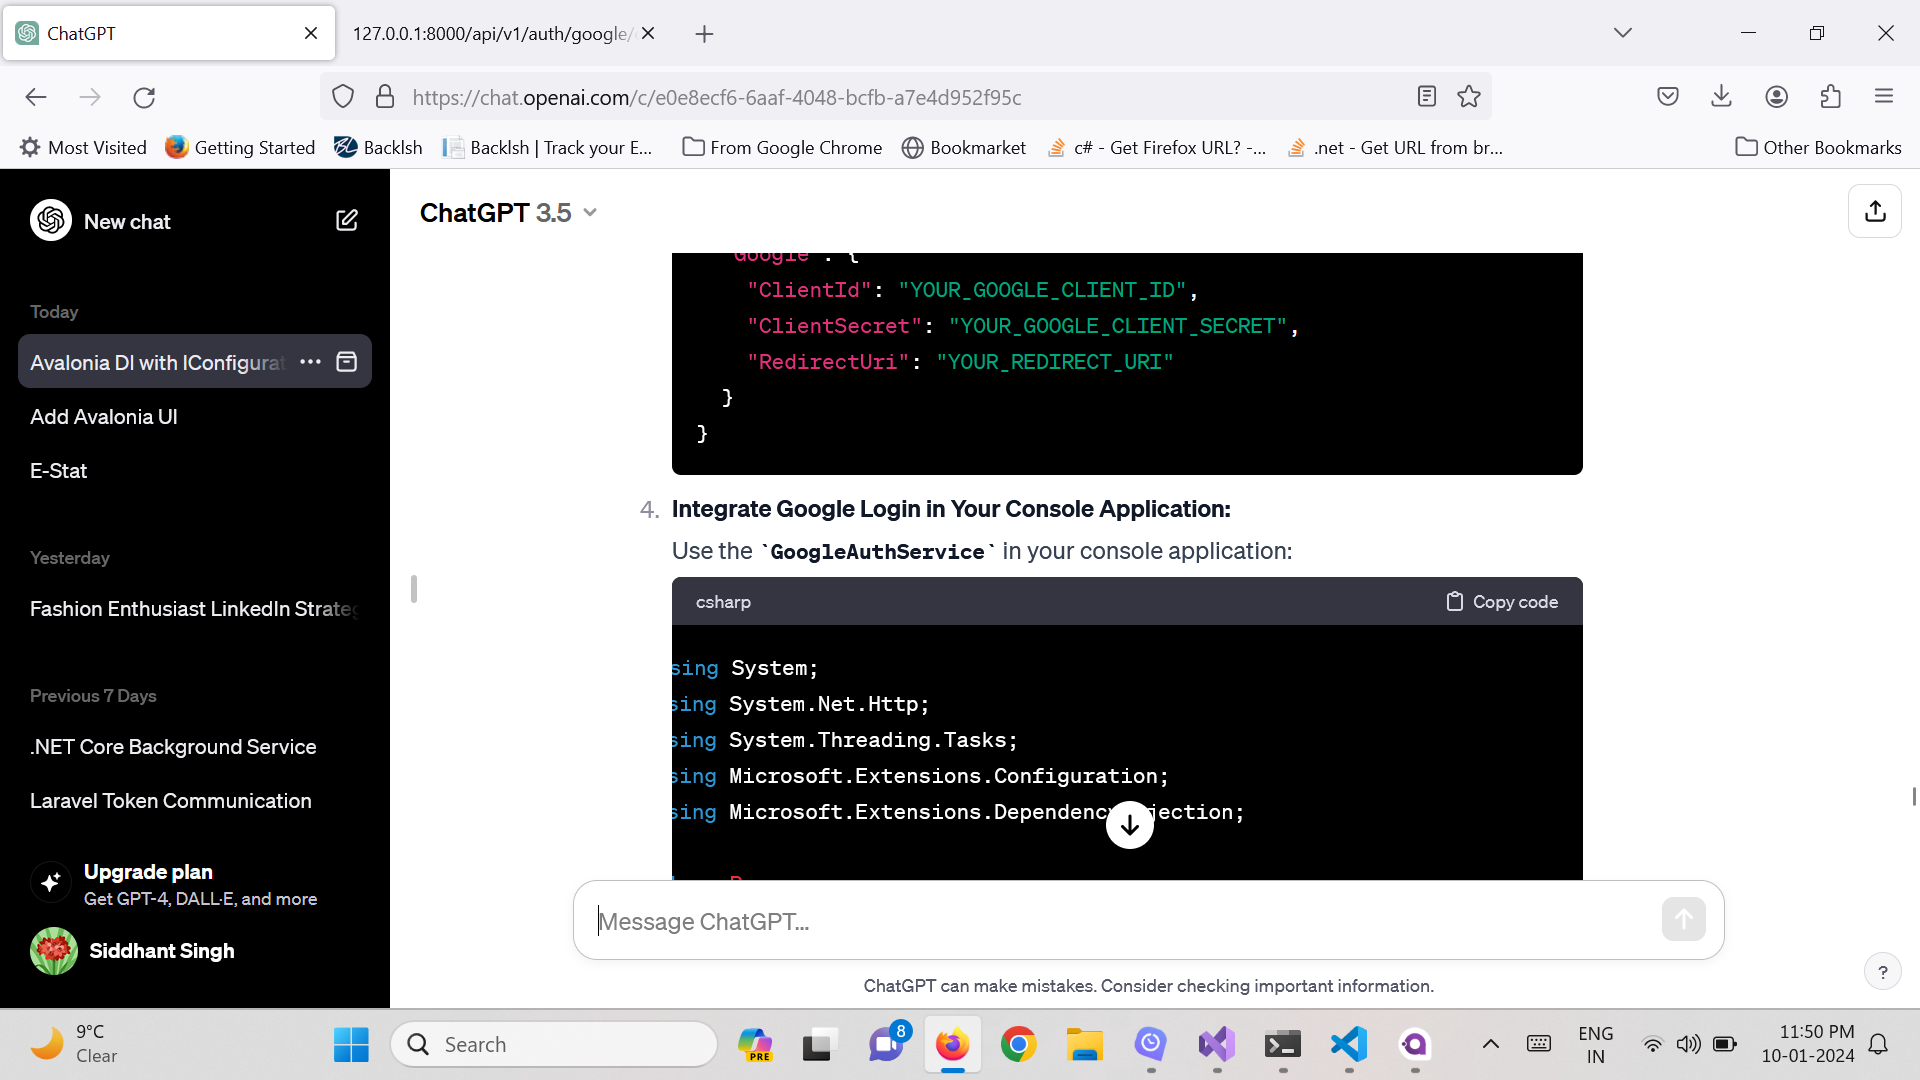 ChatGPT
127.0.0.1:8000/api/v1/auth/google/
https://chat.openai.com/c/e0e8ecf6-6aaf-4048-bcfb-a7e4d952f95c
Most Visited
Getting Started
Backlsh
Backlsh | Track your E...
From Google Chrome
Bookmarket
c# - Get Firefox URL? -...
.net - Get URL from br...
Other Bookmarks
New chat
Today
Avalonia DI with IConfigurat
Add Avalonia UI
E-Stat
Yesterday
Fashion Enthusiast LinkedIn Strateg
Previous 7 Days
.NET Core Background Service
Laravel Token Communication
Upgrade plan
Get GPT-4, DALL·E, and more
Siddhant Singh
ChatGPT 3.5
"Google": {
"ClientId": "YOUR_GOOGLE_CLIENT_ID",
"ClientSecret": "YOUR_GOOGLE_CLIENT_SECRET",
"RedirectUri": "YOUR_REDIRECT_URI"
}
}
4. Integrate Google Login in Your Console Application:
Use the `GoogleAuthService` in your console application:
csharp
Copy code
sing System;
sing System.Net.Http;
sing System.Threading.Tasks;
sing Microsoft.Extensions.Configuration;
sing Microsoft.Extensions.Dependency jection;
Message ChatGPT...
ChatGPT can make mistakes. Consider checking important information.
?
9°C
Clear
Search
PRE
8
ENG
IN
11:50 PM
10-01-2024